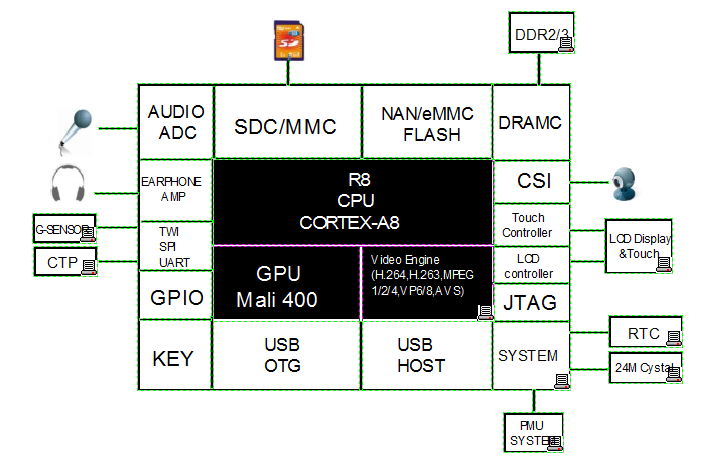 DDR2/3
AUDIO
ADC
SDC/MMC
NAN/eMMC
FLASH
DRAMC
EARPHONE
AMP
R8
CPU
CORTEX-A8
CSI
G-SENSOR
TWI
SPI
UART
Touch
Controller
LCD Display
&Touch
CTP
GPU
Mali 400
Video Engine
(H.264,H.263,MPEG
1/2/4,VP6/8,AVS)
LCD
controller
GPIO
JTAG
KEY
USB
OTG
USB
HOST
SYSTEM
RTC
24M Cystal
PMU
SYSTEM